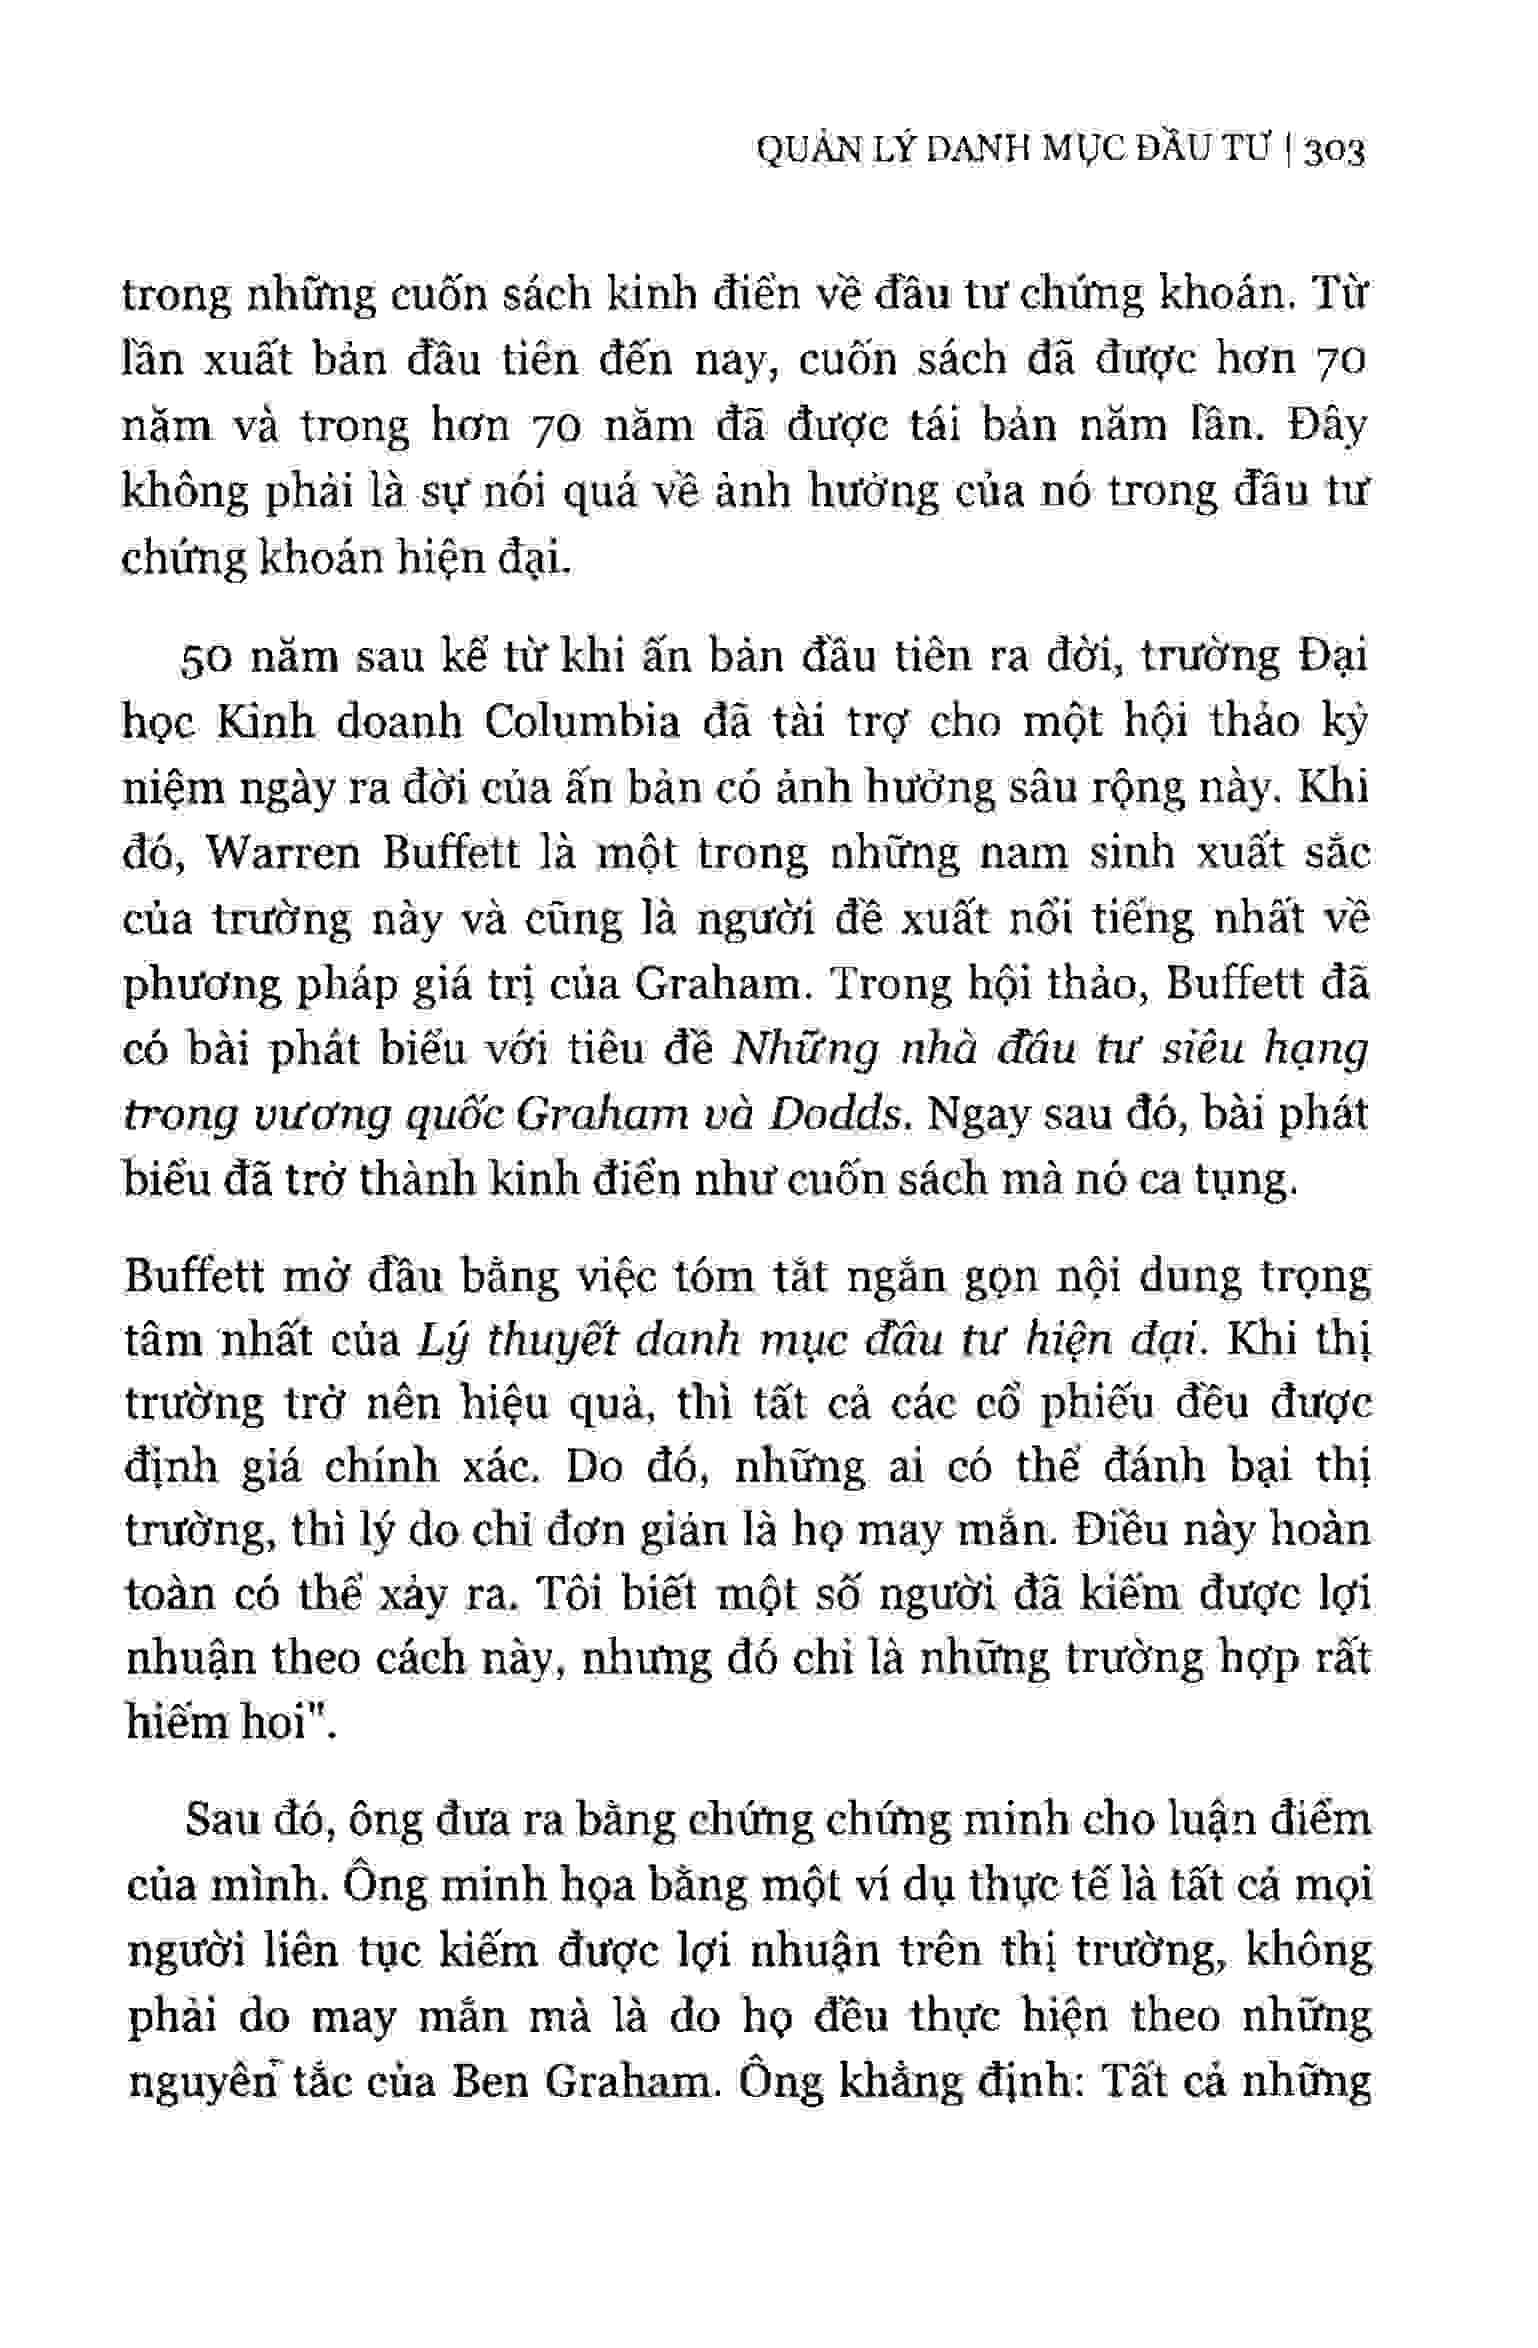 QUẢN LÝ DANH MỤC ĐẦU TƯ | 303
trong những cuốn sách kinh điển về đầu tư chứng khoán. Từ
lần xuất bản đầu tiên đến nay, cuốn sách đã được hơn 70
năm và trong hơn 70 năm đã được tái bản năm lần. Đây
không phải là sự nói quá về ảnh hưởng của nó trong đầu tư
chứng khoán hiện đại.
50 năm sau kể từ khi ấn bản đầu tiên ra đời, trường Đại
học Kinh doanh Columbia đã tài trợ cho một hội thảo kỷ
niệm ngày ra đời của ấn bản có ảnh hưởng sâu rộng này. Khi
đó, Warren Buffett là một trong những nam sinh xuất sắc
của trường này và cũng là người đề xuất nổi tiếng nhất về
phương pháp giá trị của Graham. Trong hội thảo, Buffett đã
có bài phát biểu với tiêu đề Những nhà đầu tư siêu hạng
trong vương quốc Graham và Dodds. Ngay sau đó, bài phát
biểu đã trở thành kinh điển như cuốn sách mà nó ca tụng.
Buffett mở đầu bằng việc tóm tắt ngắn gọn nội dung trọng
tâm nhất của Lý thuyết danh mục đầu tư hiện đại. Khi thị
trường trở nên hiệu quả, thì tất cả các cổ phiếu đều được
định giá chính xác. Do đó, những ai có thể đánh bại thị
trường, thì lý do chỉ đơn giản là họ may mắn. Điều này hoàn
toàn có thể xảy ra. Tôi biết một số người đã kiếm được lợi
nhuận theo cách này, nhưng đó chỉ là những trường hợp rất
hiếm hoi".
Sau đó, ông đưa ra bằng chứng chứng minh cho luận điểm
của mình. Ông minh họa bằng một ví dụ thực tế là tất cả mọi
người liên tục kiếm được lợi nhuận trên thị trường, không
phải do may mắn mà là do họ đều thực hiện theo những
nguyên tắc của Ben Graham. Ông khẳng định: Tất cả những